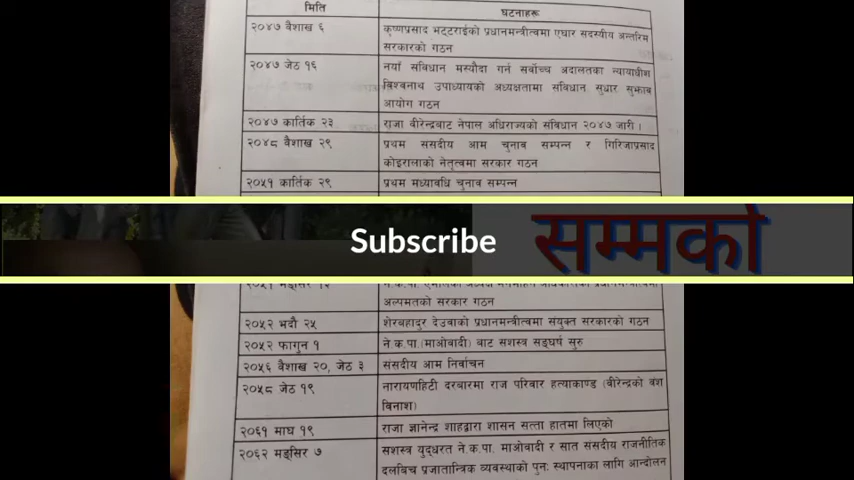 मिति घटनाहरू
२०४७ बैशाख ६ कृष्णप्रसाद भट्टराईको प्रधानमन्त्रीत्वमा एघार सदस्यीय अन्तरिम
सरकारको गठन
२०४७ जेठ १६ नयाँ संविधान मस्यौदा गर्न सर्वोच्च अदालतका न्यायाधीश
विश्वनाथ उपाध्यायको अध्यक्षतामा संविधान सुधार सुझाव
आयोग गठन
२०४७ कार्तिक २३ राजा बीरेन्द्रबाट नेपाल अधिराज्यको संविधान २०४७ जारी ।
२०४८ बैशाख २९ प्रथम संसदीय आम चुनाव सम्पन्न र गिरिजाप्रसाद
कोइरालाको नेतृत्वमा सरकार गठन
२०५१ कार्तिक २९ प्रथम मध्यावधि चुनाव सम्पन्न
Subscribe
सम्मको
अल्पमतको सरकार गठन
२०५२ भदौ २५ शेरबहादुर देउवाको प्रधानमन्त्रीत्वमा संयुक्त सरकारको गठन
२०५२ फागुन १ ने.क.पा.(माओवादी) बाट सशस्त्र सङ्घर्ष सुरु
२०५६ बैशाख २०, जेठ ३ संसदीय आम निर्वाचन
२०५८ जेठ १९ नारायणहिटी दरबारमा राज परिवार हत्याकाण्ड (बीरेन्द्रको वंश
विनाश)
२०६१ माघ १९ राजा ज्ञानेन्द्र शाहद्वारा शासन सत्ता हातमा लिएको
२०६२ मङ्सिर ७ सशस्त्र युद्धरत ने.क.पा. माओवादी र सात संसदीय राजनीतिक
दलबिच प्रजातान्त्रिक व्यवस्थाको पुनः स्थापनाका लागि आन्दोलन